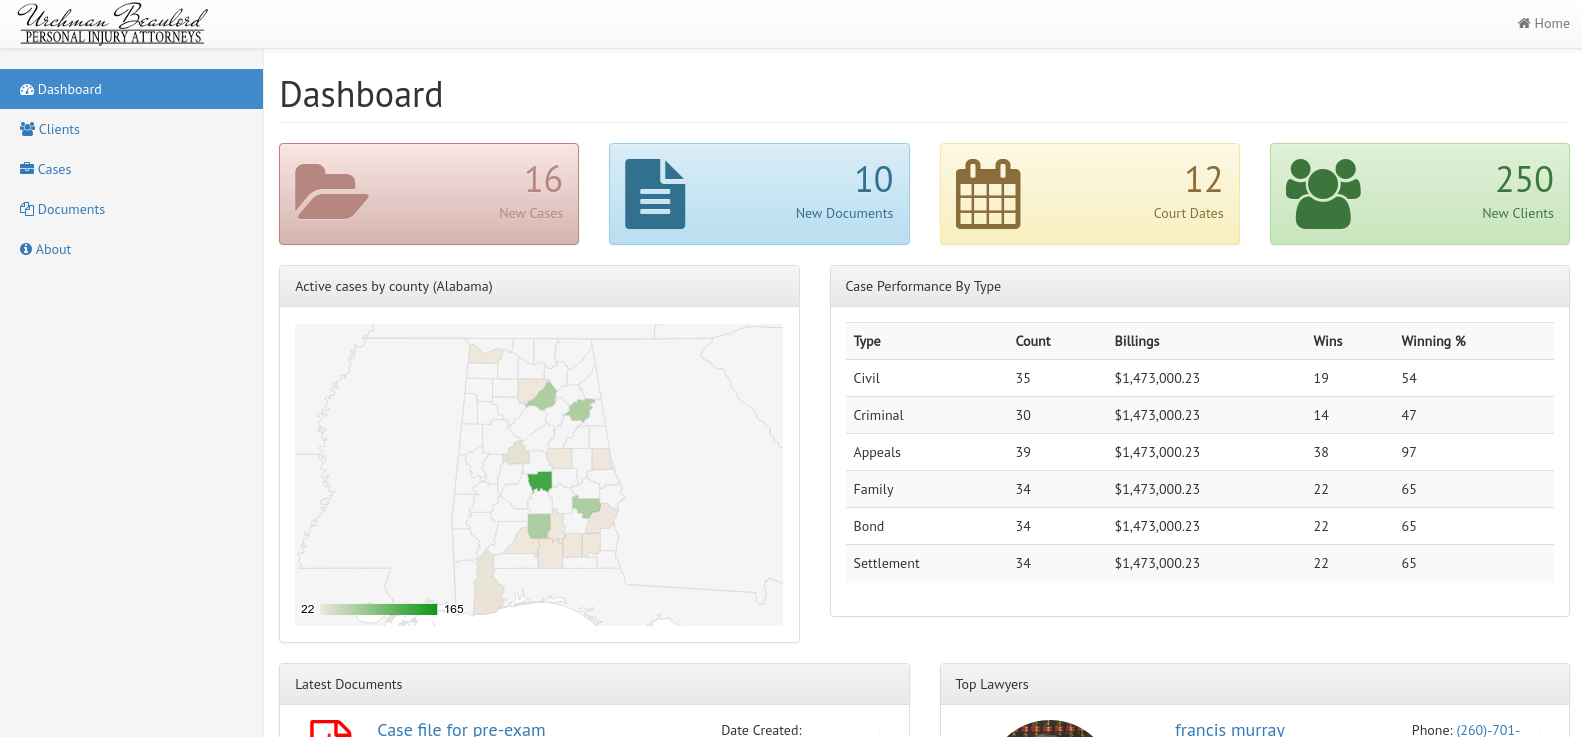 Urchman Beaulord
PERSONAL INJURY ATTORNEYS
Home
Dashboard
Clients
Cases
Documents
About
Dashboard
16
New Cases
10
New Documents
12
Court Dates
250
New Clients
Active cases by county (Alabama)
22
165
Case Performance By Type
Type Count Billings Wins Winning %
Civil 35 $1,473,000.23 19 54
Criminal 30 $1,473,000.23 14 47
Appeals 39 $1,473,000.23 38 97
Family 34 $1,473,000.23 22 65
Bond 34 $1,473,000.23 22 65
Settlement 34 $1,473,000.23 22 65
Latest Documents
Case file for pre-exam Date Created:
Top Lawyers
francis murray Phone: (260)-701-